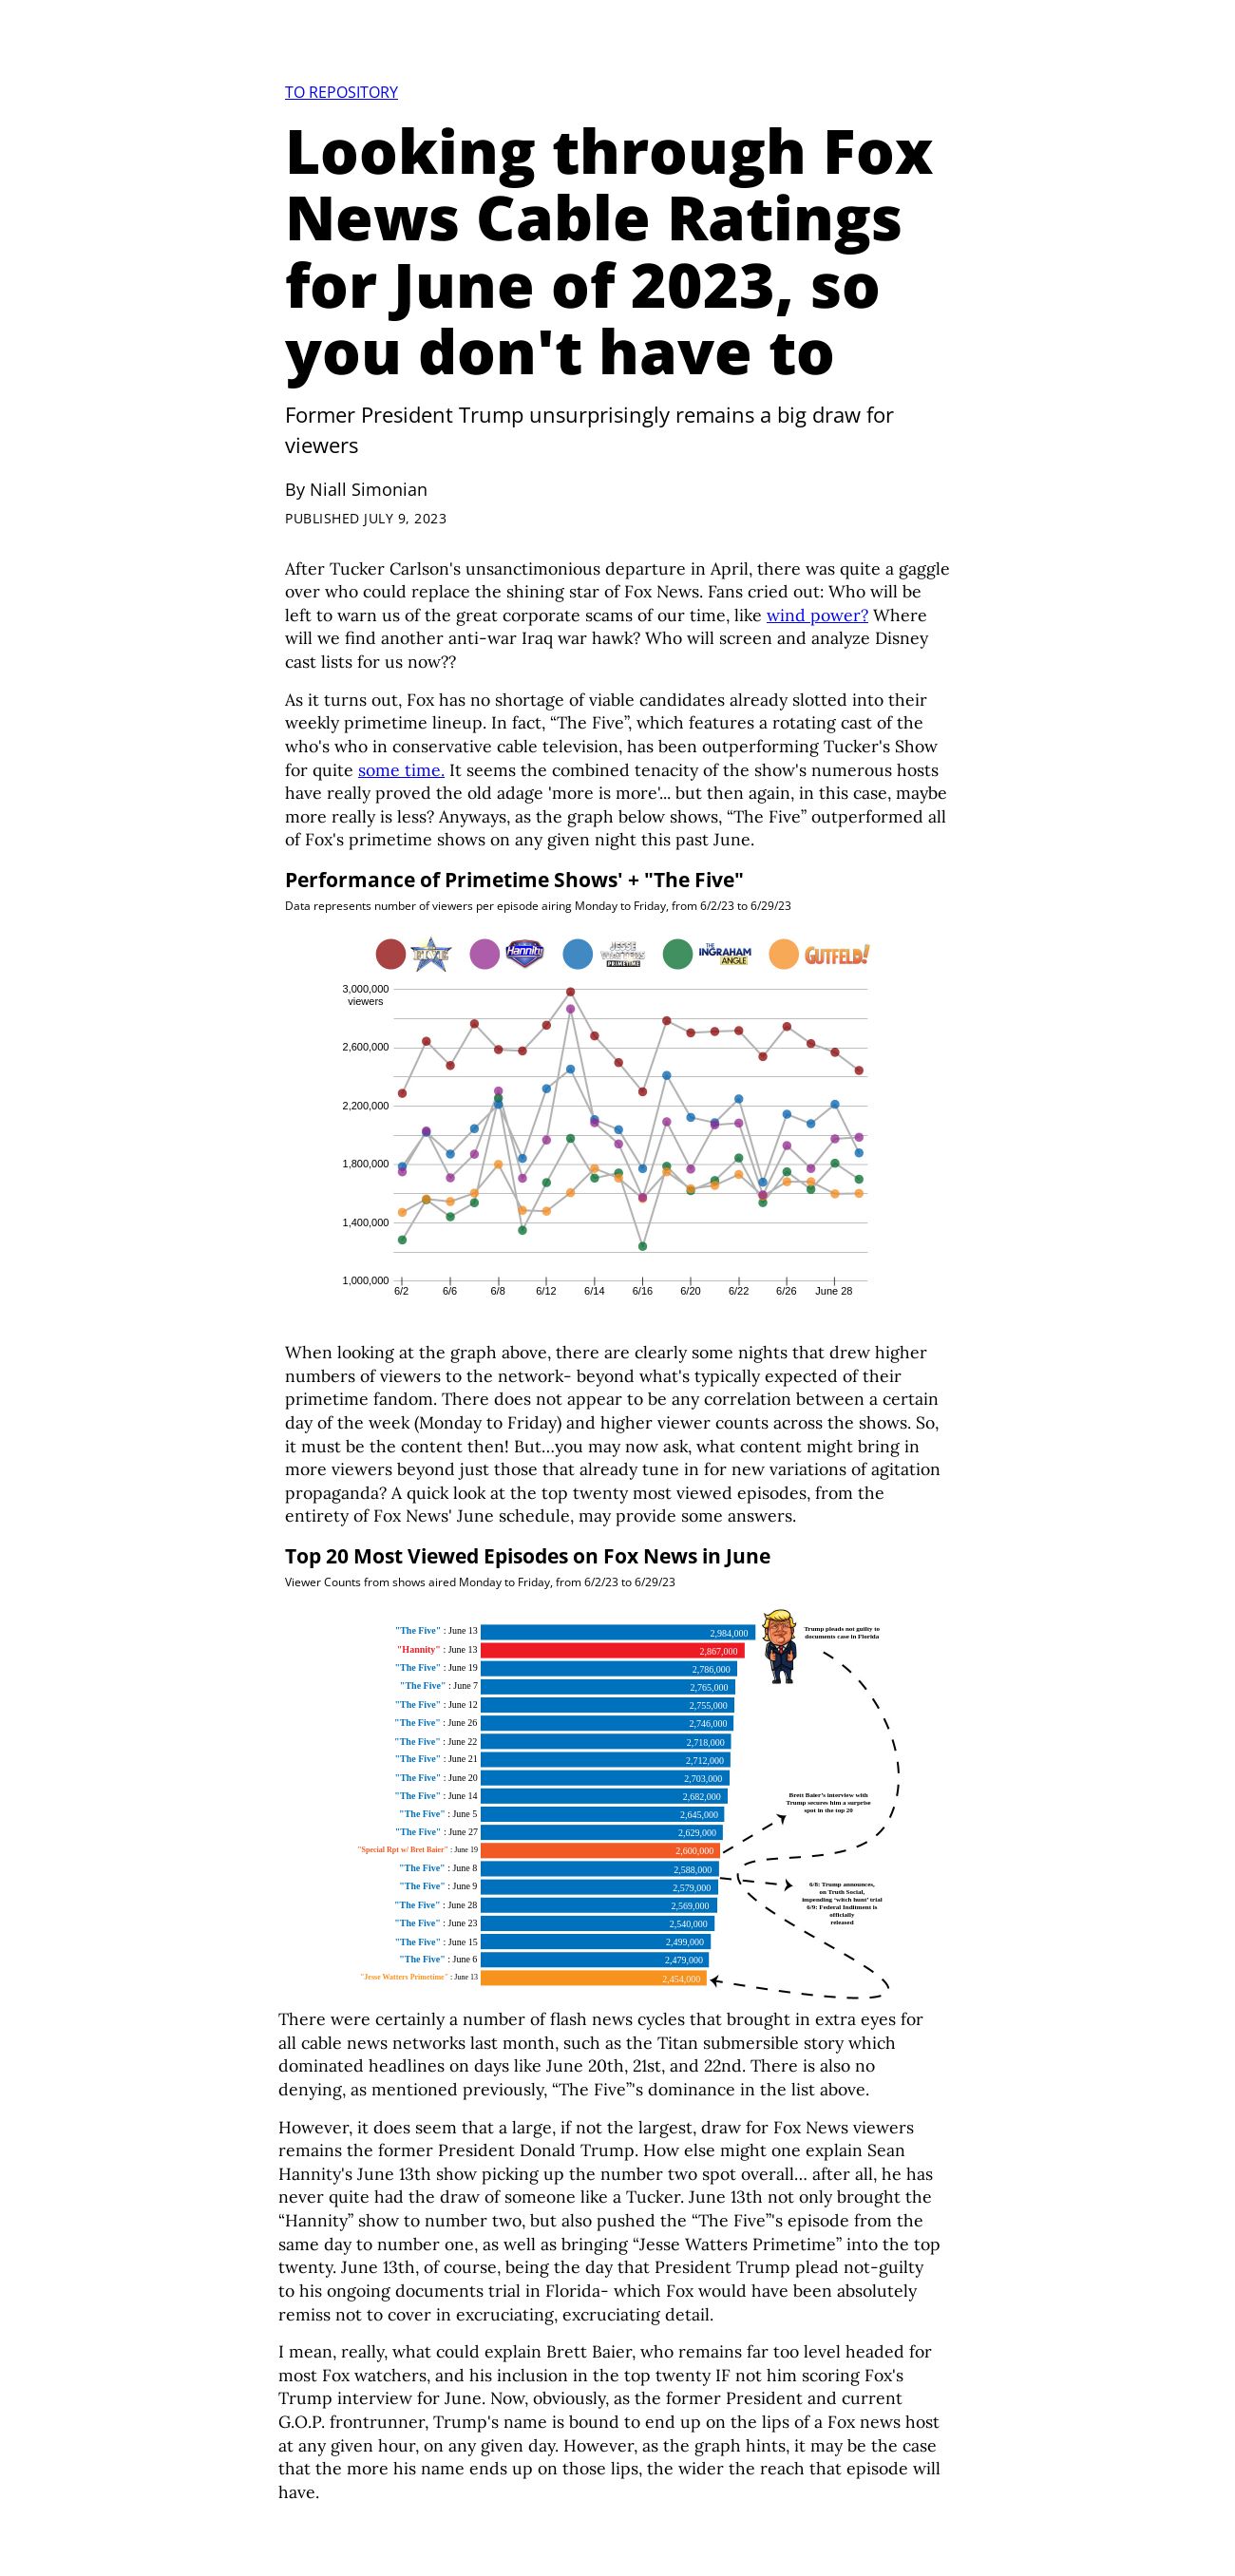 TO REPOSITORY
Looking through Fox
News Cable Ratings
for June of 2023, so
you don't have to
Former President Trump unsurprisingly remains a big draw for
viewers
By Niall Simonian
PUBLISHED JULY 9, 2023
After Tucker Carlson's unsanctimonious departure in April, there was quite a gaggle
over who could replace the shining star of Fox News. Fans cried out: Who will be
left to warn us of the great corporate scams of our time, like wind power? Where
will we find another anti-war Iraq war hawk? Who will screen and analyze Disney
cast lists for us now??
As it turns out, Fox has no shortage of viable candidates already slotted into their
weekly primetime lineup. In fact, “The Five”, which features a rotating cast of the
who's who in conservative cable television, has been outperforming Tucker's Show
for quite some time. It seems the combined tenacity of the show's numerous hosts
have really proved the old adage 'more is more'... but then again, in this case, maybe
more really is less? Anyways, as the graph below shows, “The Five” outperformed all
of Fox's primetime shows on any given night this past June.
Performance of Primetime Shows' + "The Five"
Data represents number of viewers per episode airing Monday to Friday, from 6/2/23 to 6/29/23
FIVE
Hannity
JESSE WATTERS PRIMETIME
THE INGRAHAM ANGLE
GUTFELD!
3,000,000
viewers
2,600,000
2,200,000
1,800,000
1,400,000
1,000,000
6/2 6/6 6/8 6/12 6/14 6/16 6/20 6/22 6/26 June 28
When looking at the graph above, there are clearly some nights that drew higher
numbers of viewers to the network- beyond what's typically expected of their
primetime fandom. There does not appear to be any correlation between a certain
day of the week (Monday to Friday) and higher viewer counts across the shows. So,
it must be the content then! But...you may now ask, what content might bring in
more viewers beyond just those that already tune in for new variations of agitation
propaganda? A quick look at the top twenty most viewed episodes, from the
entirety of Fox News' June schedule, may provide some answers.
Top 20 Most Viewed Episodes on Fox News in June
Viewer Counts from shows aired Monday to Friday, from 6/2/23 to 6/29/23
"The Five" : June 13 2,984,000
"Hannity" : June 13 2,867,000
"The Five" : June 19 2,786,000
"The Five" : June 7 2,765,000
"The Five" : June 12 2,755,000
"The Five" : June 26 2,746,000
"The Five" : June 22 2,718,000
"The Five" : June 21 2,712,000
"The Five" : June 20 2,703,000
"The Five" : June 14 2,682,000
"The Five" : June 5 2,645,000
"The Five" : June 27 2,629,000
"Special Rpt w/ Bret Baier" : June 19 2,600,000
"The Five" : June 8 2,588,000
"The Five" : June 9 2,579,000
"The Five" : June 28 2,569,000
"The Five" : June 23 2,540,000
"The Five" : June 15 2,499,000
"The Five" : June 6 2,479,000
"Jesse Watters Primetime" : June 13 2,454,000
Trump pleads not guilty to
documents case in Florida
Brett Baier's interview with
Trump secures him a surprise
spot in the top 20
6/8: Trump announces,
on Truth Social,
impending 'witch hunt' trial
6/9: Federal Inditment is
officially
released
There were certainly a number of flash news cycles that brought in extra eyes for
all cable news networks last month, such as the Titan submersible story which
dominated headlines on days like June 20th, 21st, and 22nd. There is also no
denying, as mentioned previously, “The Five”'s dominance in the list above.
However, it does seem that a large, if not the largest, draw for Fox News viewers
remains the former President Donald Trump. How else might one explain Sean
Hannity's June 13th show picking up the number two spot overall... after all, he has
never quite had the draw of someone like a Tucker. June 13th not only brought the
“Hannity” show to number two, but also pushed the “The Five”'s episode from the
same day to number one, as well as bringing “Jesse Watters Primetime” into the top
twenty. June 13th, of course, being the day that President Trump plead not-guilty
to his ongoing documents trial in Florida- which Fox would have been absolutely
remiss not to cover in excruciating, excruciating detail.
I mean, really, what could explain Brett Baier, who remains far too level headed for
most Fox watchers, and his inclusion in the top twenty IF not him scoring Fox's
Trump interview for June. Now, obviously, as the former President and current
G.O.P. frontrunner, Trump's name is bound to end up on the lips of a Fox news host
at any given hour, on any given day. However, as the graph hints, it may be the case
that the more his name ends up on those lips, the wider the reach that episode will
have.